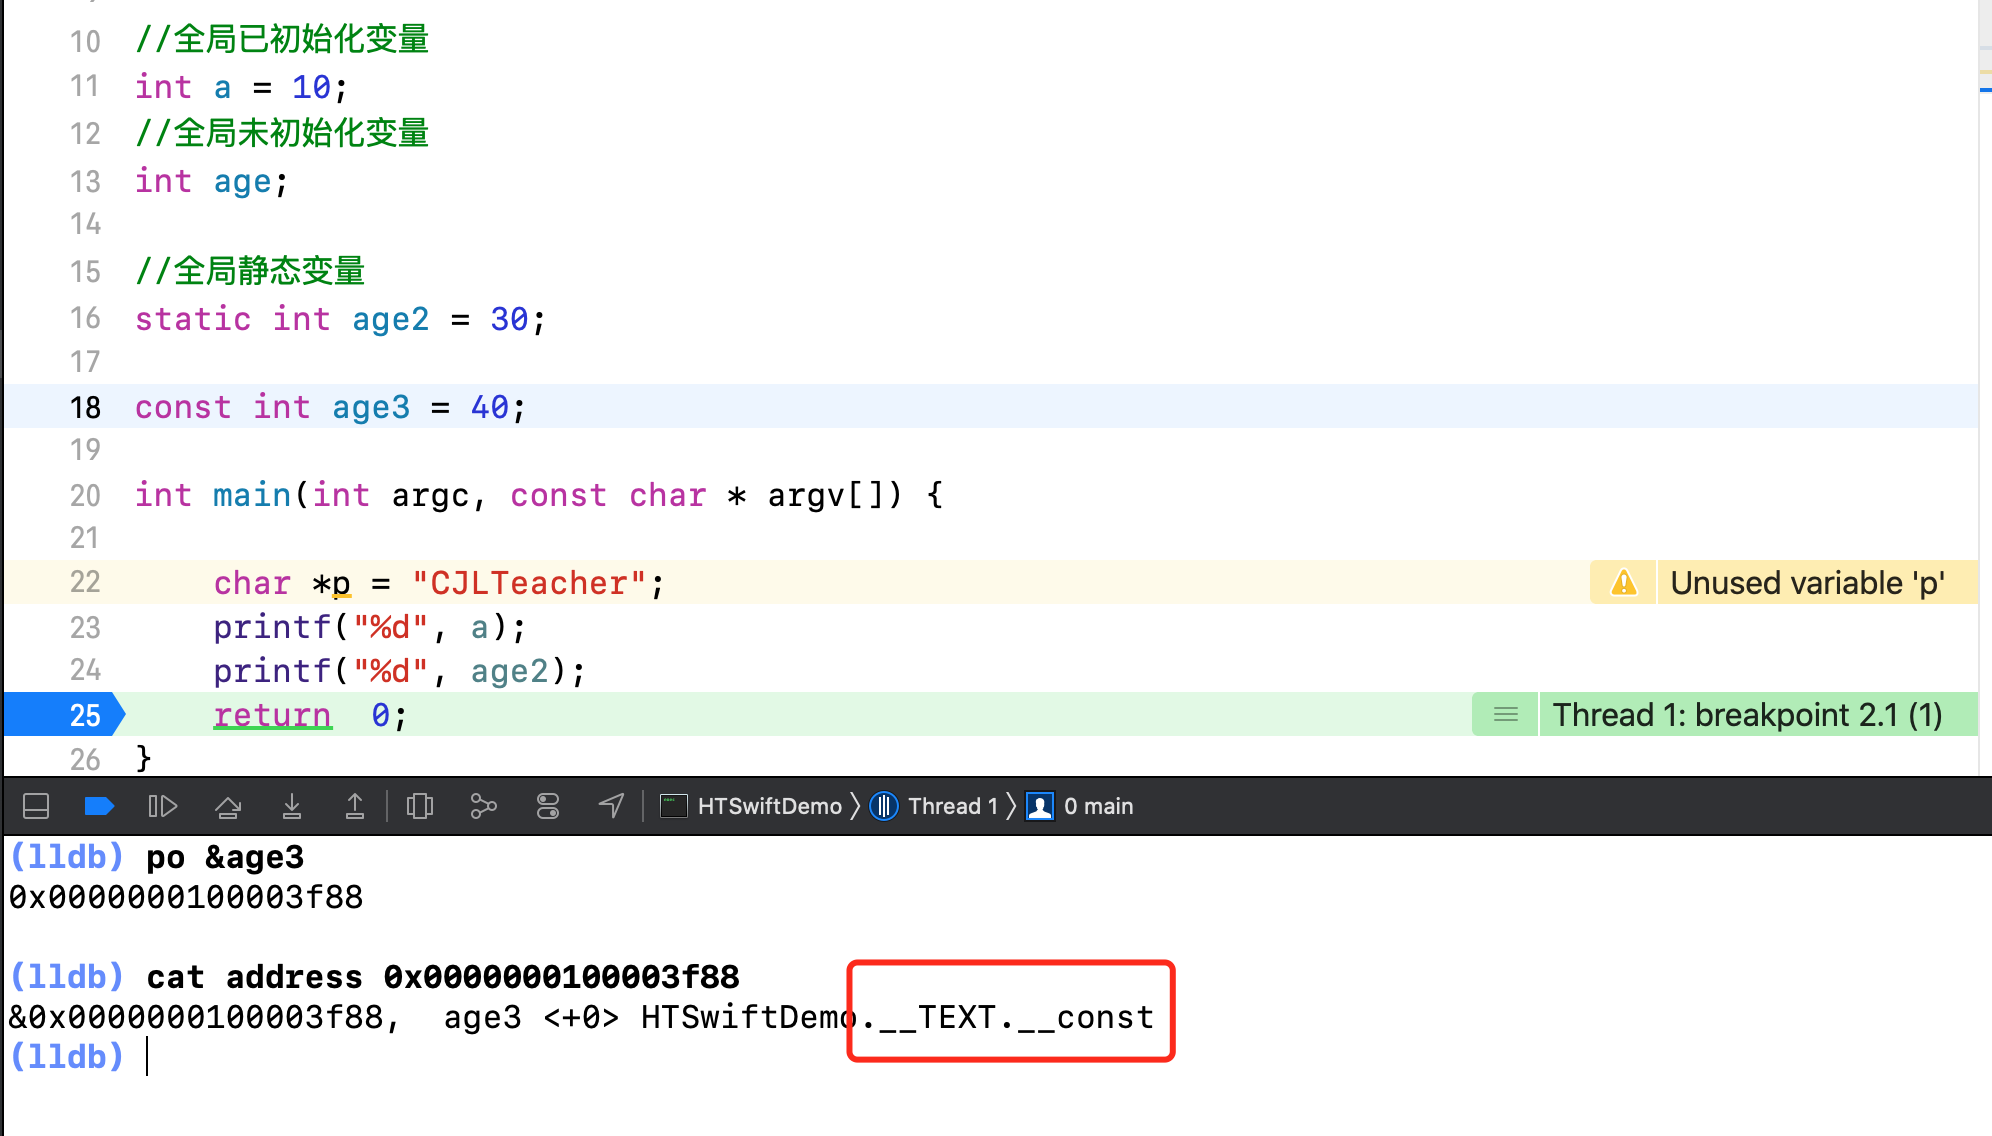 10 //全局已初始化变量
11 int a = 10;
12 //全局未初始化变量
13 int age;
14
15 //全局静态变量
16 static int age2 = 30;
17
18 const int age3 = 40;
19
20 int main(int argc, const char * argv[]) {
21
22 char *p = "CJLTeacher"; Unused variable 'p'
23 printf("%d", a);
24 printf("%d", age2);
25 return  0; Thread 1: breakpoint 2.1 (1)
26 }
HTSwiftDemo 〉 Thread 1 〉 0 main
(lldb) po &age3
0x0000000100003f88
(lldb) cat address 0x0000000100003f88
&0x0000000100003f88,  age3 <+0> HTSwiftDemo.__TEXT.__const
(lldb)